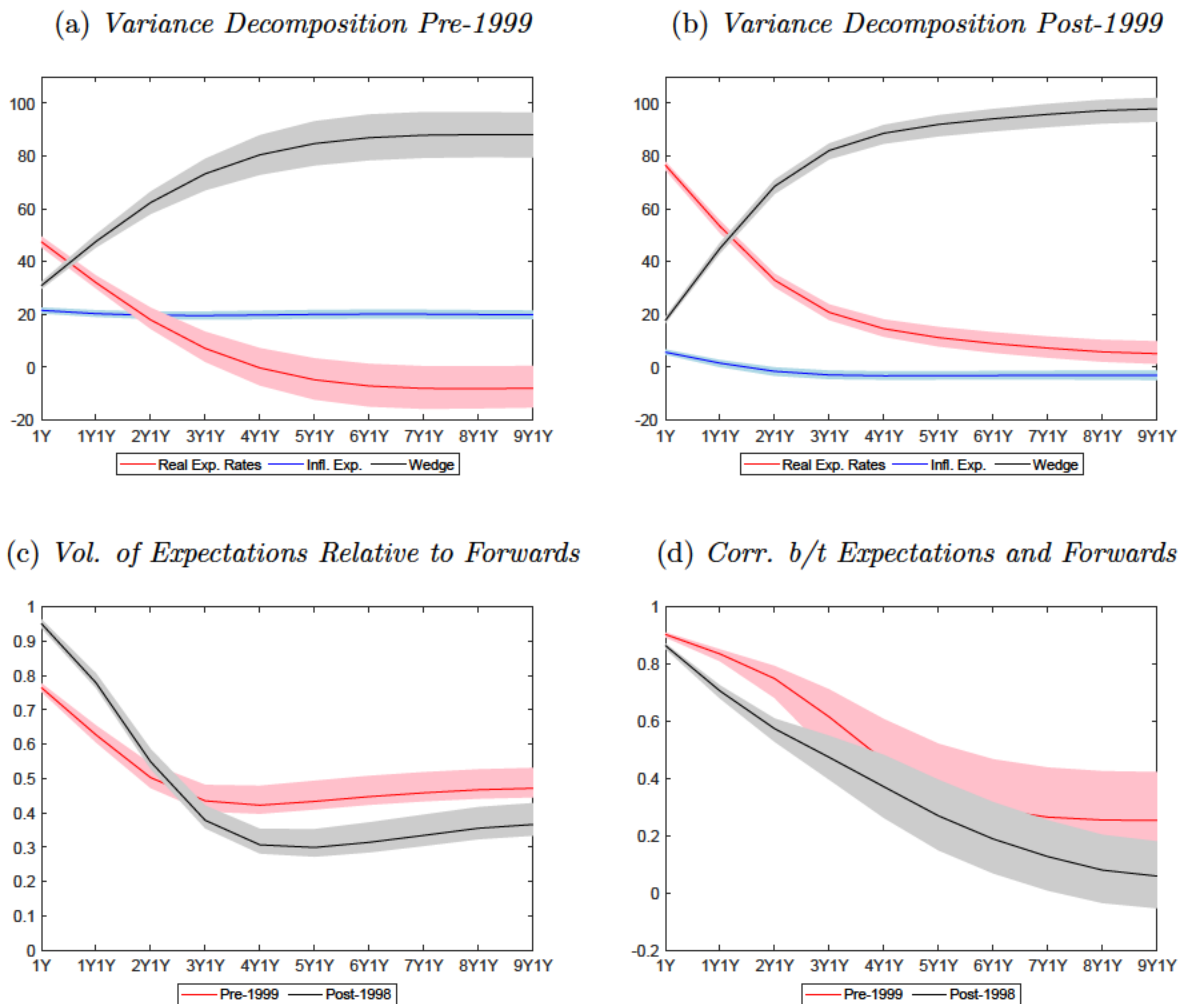 (a) Variance Decomposition Pre-1999
(b) Variance Decomposition Post-1999
100
80
60
40
20
0
-20
1Y 1Y1Y 2Y1Y 3Y1Y 4Y1Y 5Y1Y 6Y1Y 7Y1Y 8Y1Y 9Y1Y
Real Exp. Rates Infl. Exp. Wedge
100
80
60
40
20
0
-20
1Y 1Y1Y 2Y1Y 3Y1Y 4Y1Y 5Y1Y 6Y1Y 7Y1Y 8Y1Y 9Y1Y
Real Exp. Rates Infl. Exp. Wedge
(c) Vol. of Expectations Relative to Forwards
(d) Corr. b/t Expectations and Forwards
1
0.9
0.8
0.7
0.6
0.5
0.4
0.3
0.2
0.1
0
1Y 1Y1Y 2Y1Y 3Y1Y 4Y1Y 5Y1Y 6Y1Y 7Y1Y 8Y1Y 9Y1Y
Pre-1999 Post-1998
1
0.8
0.6
0.4
0.2
0
-0.2
1Y 1Y1Y 2Y1Y 3Y1Y 4Y1Y 5Y1Y 6Y1Y 7Y1Y 8Y1Y 9Y1Y
Pre-1999 Post-1998